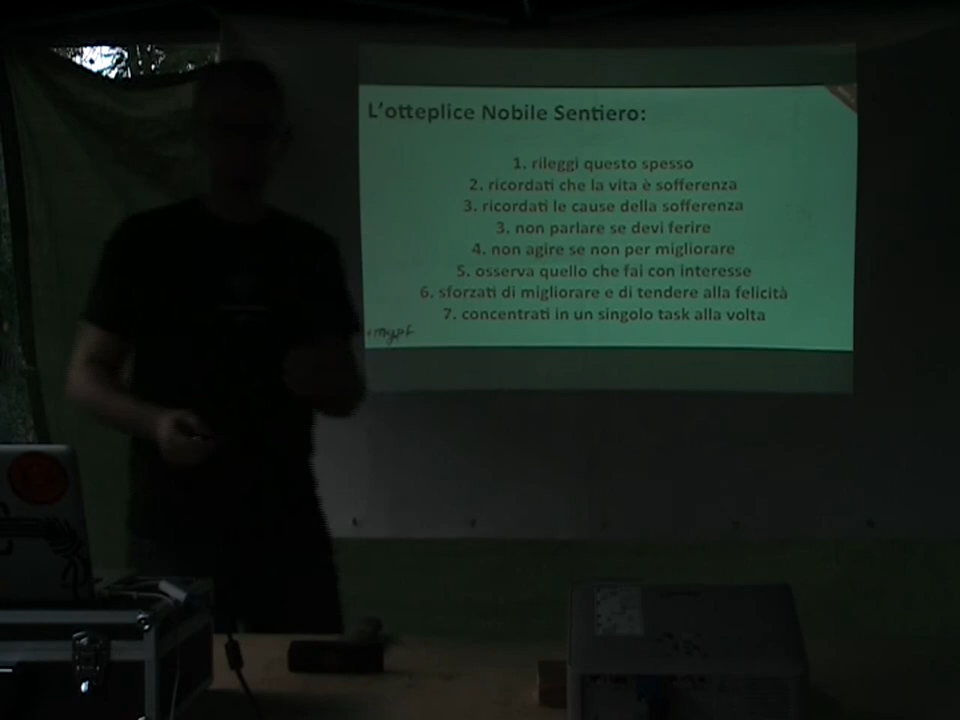 L'otteplice Nobile Sentiero:
1. rileggi questo spesso
2. ricordati che la vita è sofferenza
3. ricordati le cause della sofferenza
3. non parlare se devi ferire
4. non agire se non per migliorare
5. osserva quello che fai con interesse
6. sforzati di migliorare e di tendere alla felicità
7. concentrati in un singolo task alla volta